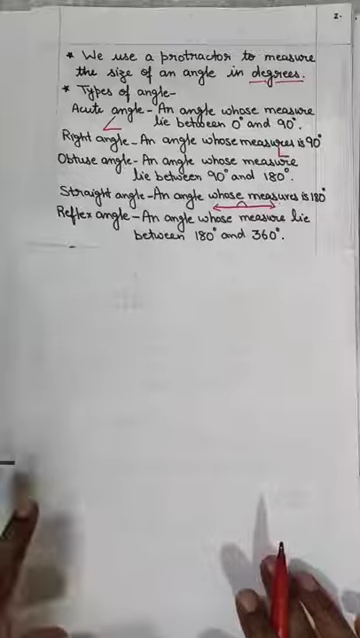 2.
* We use a protractor to measure
the size of an angle in degrees.
* Types of angle-
Acute angle- An angle whose measure
lie between 0° and 90°.
Right angle- An angle whose measures is 90°
Obtuse angle- An angle whose measure
lie between 90° and 180°.
Straight angle- An angle whose measures is 180°
Reflex angle- An angle whose measure lie
between 180° and 360°.